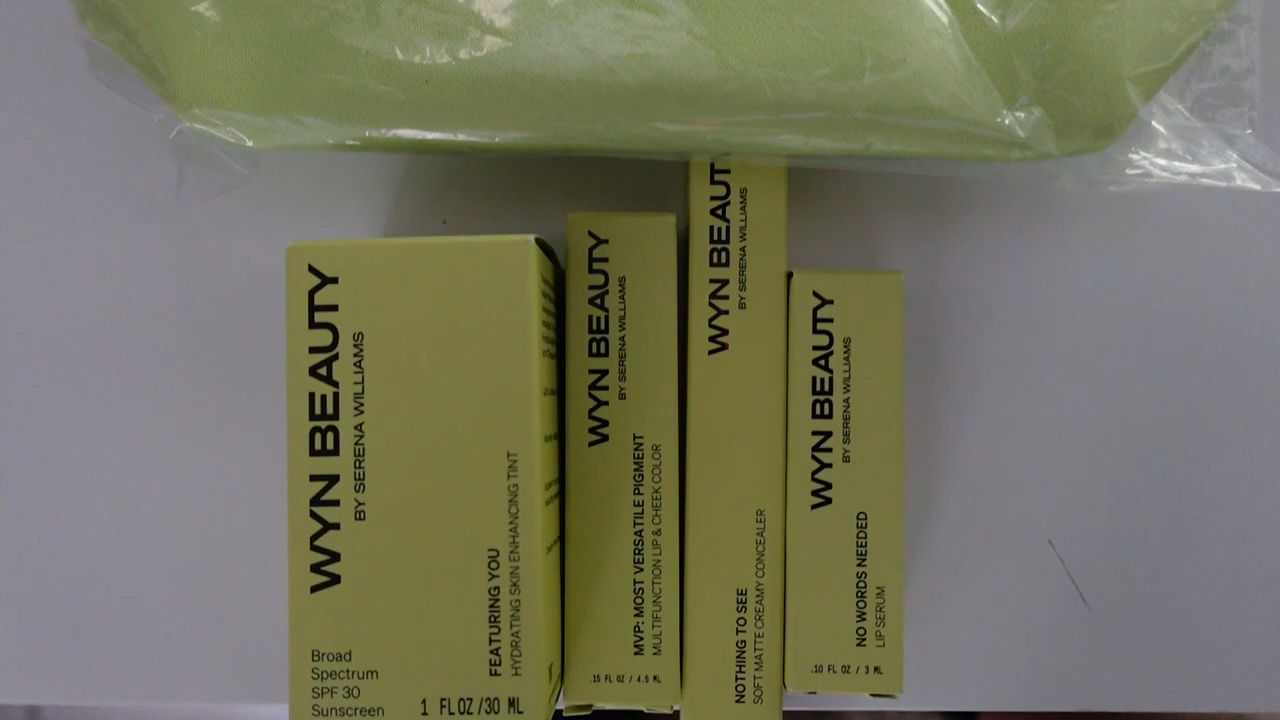 WYN BEAUTY
BY SERENA WILLIAMS
FEATURING YOU
HYDRATING SKIN ENHANCING TINT
Broad
Spectrum
SPF 30
Sunscreen
1 FL OZ/30 ML
WYN BEAUTY
BY SERENA WILLIAMS
MVP: MOST VERSATILE PIGMENT
MULTIFUNCTION LIP & CHEEK COLOR
.15 FL OZ / 4.5 ML
WYN BEAUT
BY SERENA WILLIAMS
NOTHING TO SEE
SOFT MATTE CREAMY CONCEALER
WYN BEAUTY
BY SERENA WILLIAMS
NO WORDS NEEDED
LIP SERUM
.10 FL OZ / 3 ML